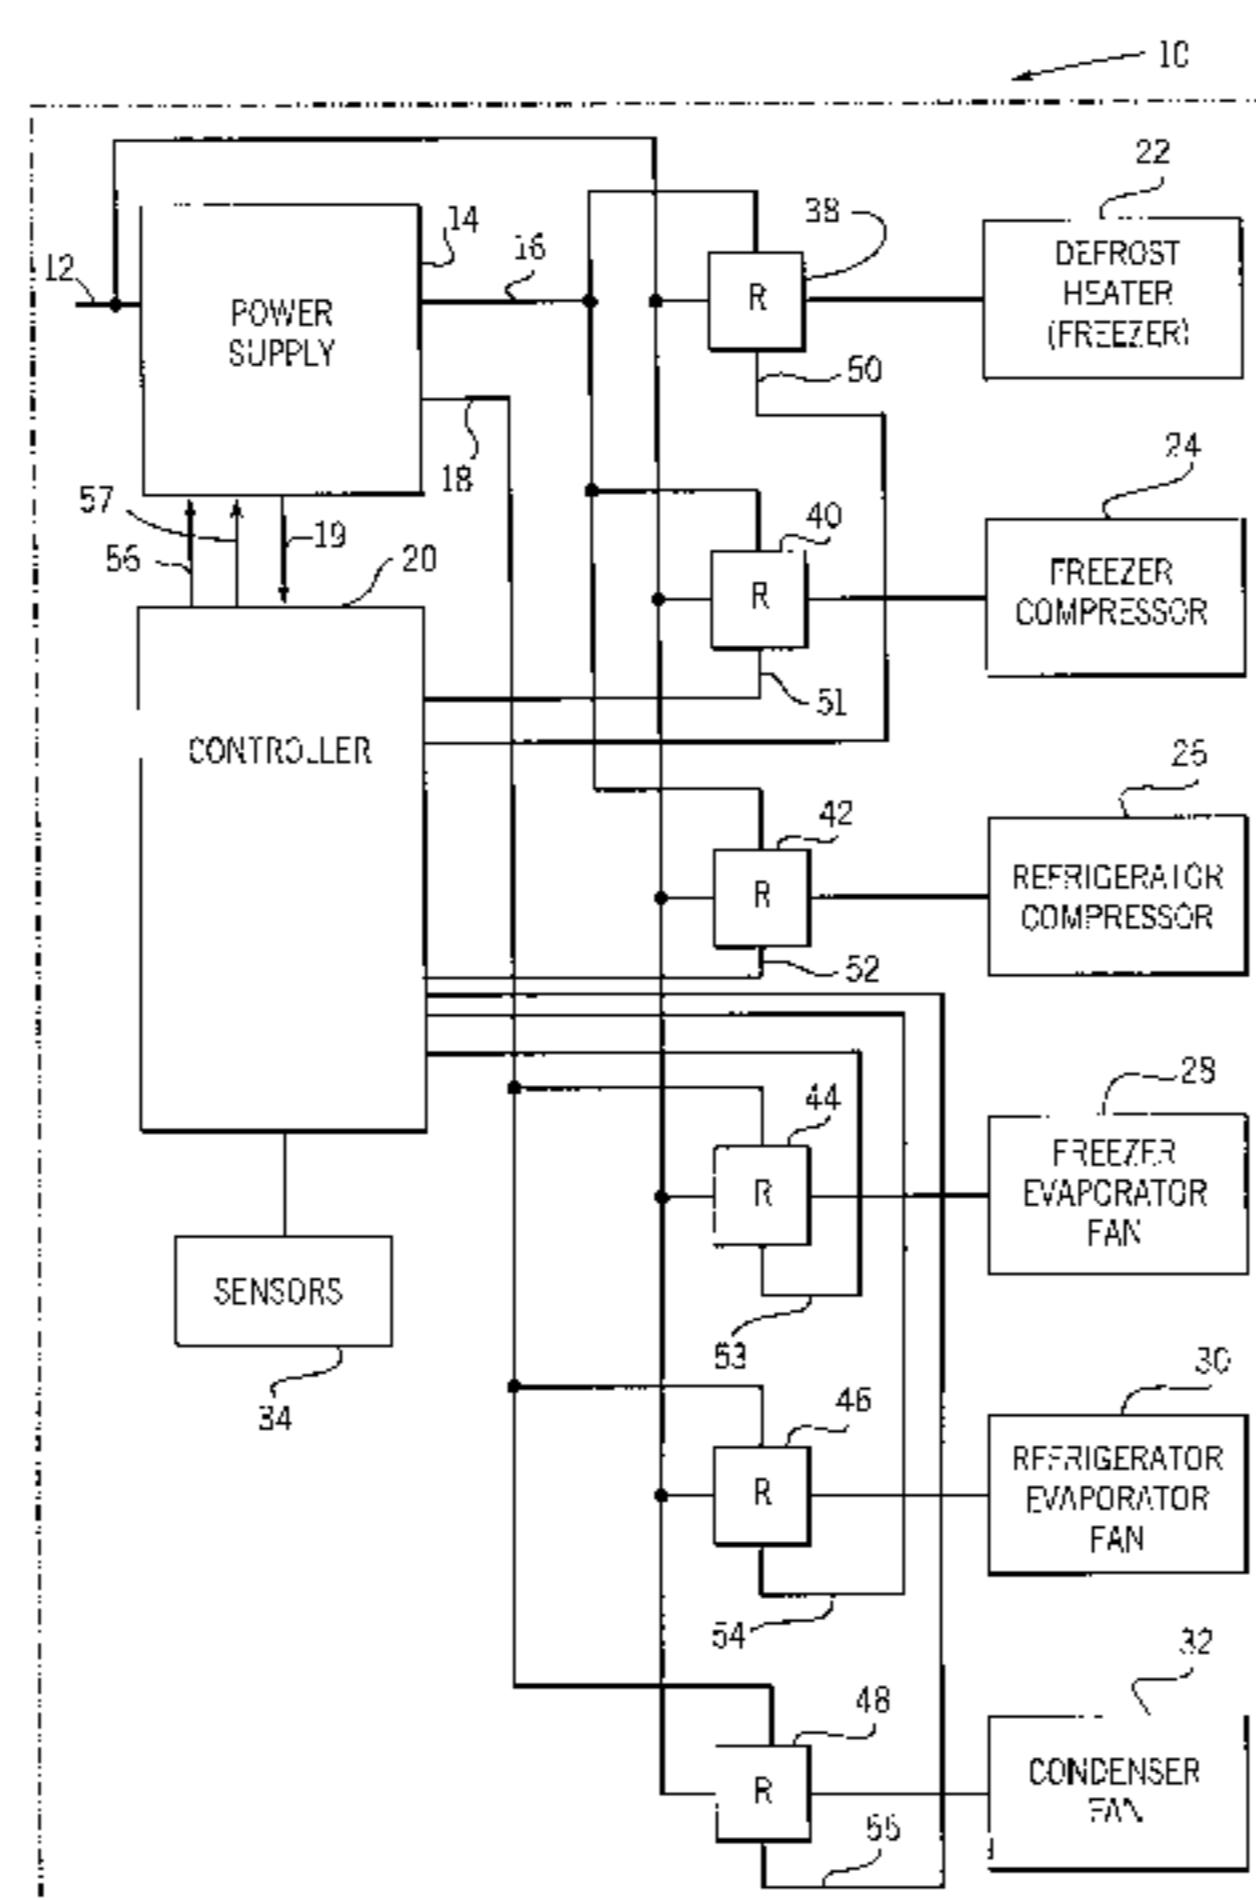 10
22
38
14
16
12
DEFROST
HEATER
(FREEZER)
R
POWER
SUPPLY
50
18
24
57
40
19
56
20
FREEZER
COMPRESSOR
R
51
CONTROLLER
26
42
REFRIGERATOR
COMPRESSOR
R
52
28
44
FREEZER
EVAPORATOR
FAN
R
SENSORS
53
30
34
46
REFRIGERATOR
EVAPORATOR
FAN
R
54
32
48
CONDENSER
FAN
R
55